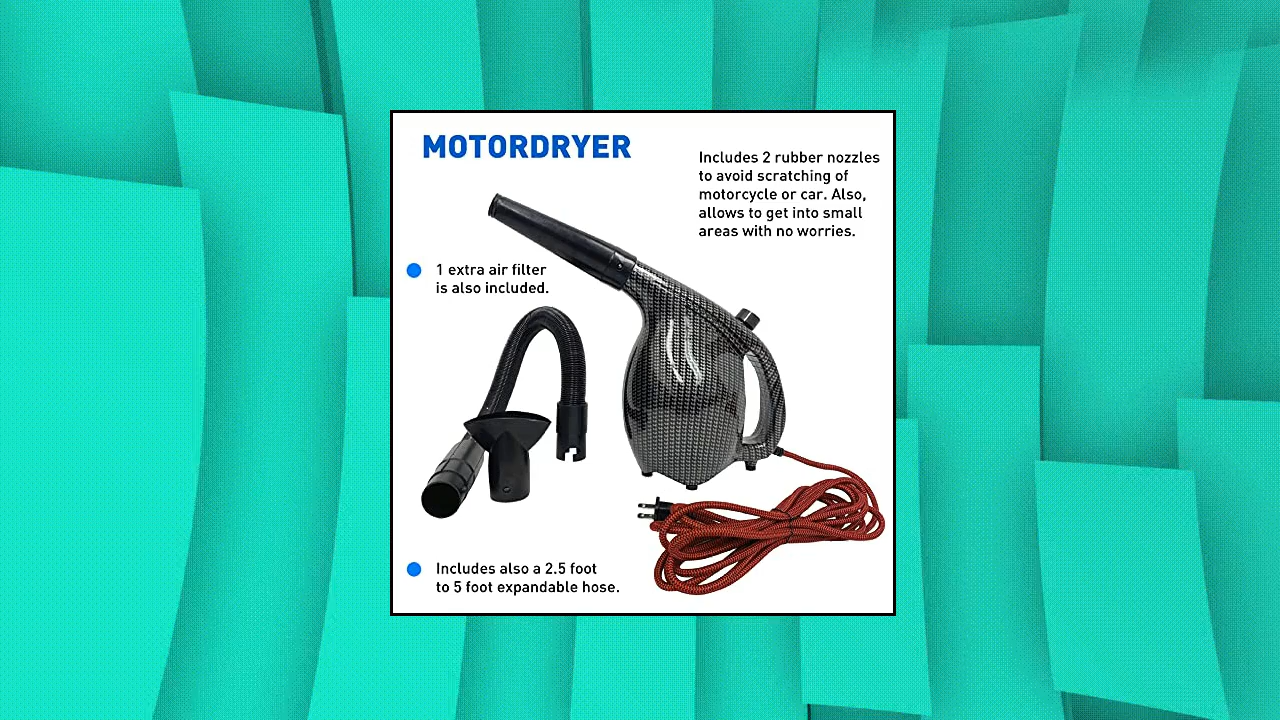 MOTORDRYER
Includes 2 rubber nozzles
to avoid scratching of
motorcycle or car. Also,
allows to get into small
areas with no worries.
1 extra air filter
is also included.
Includes also a 2.5 foot
to 5 foot expandable hose.